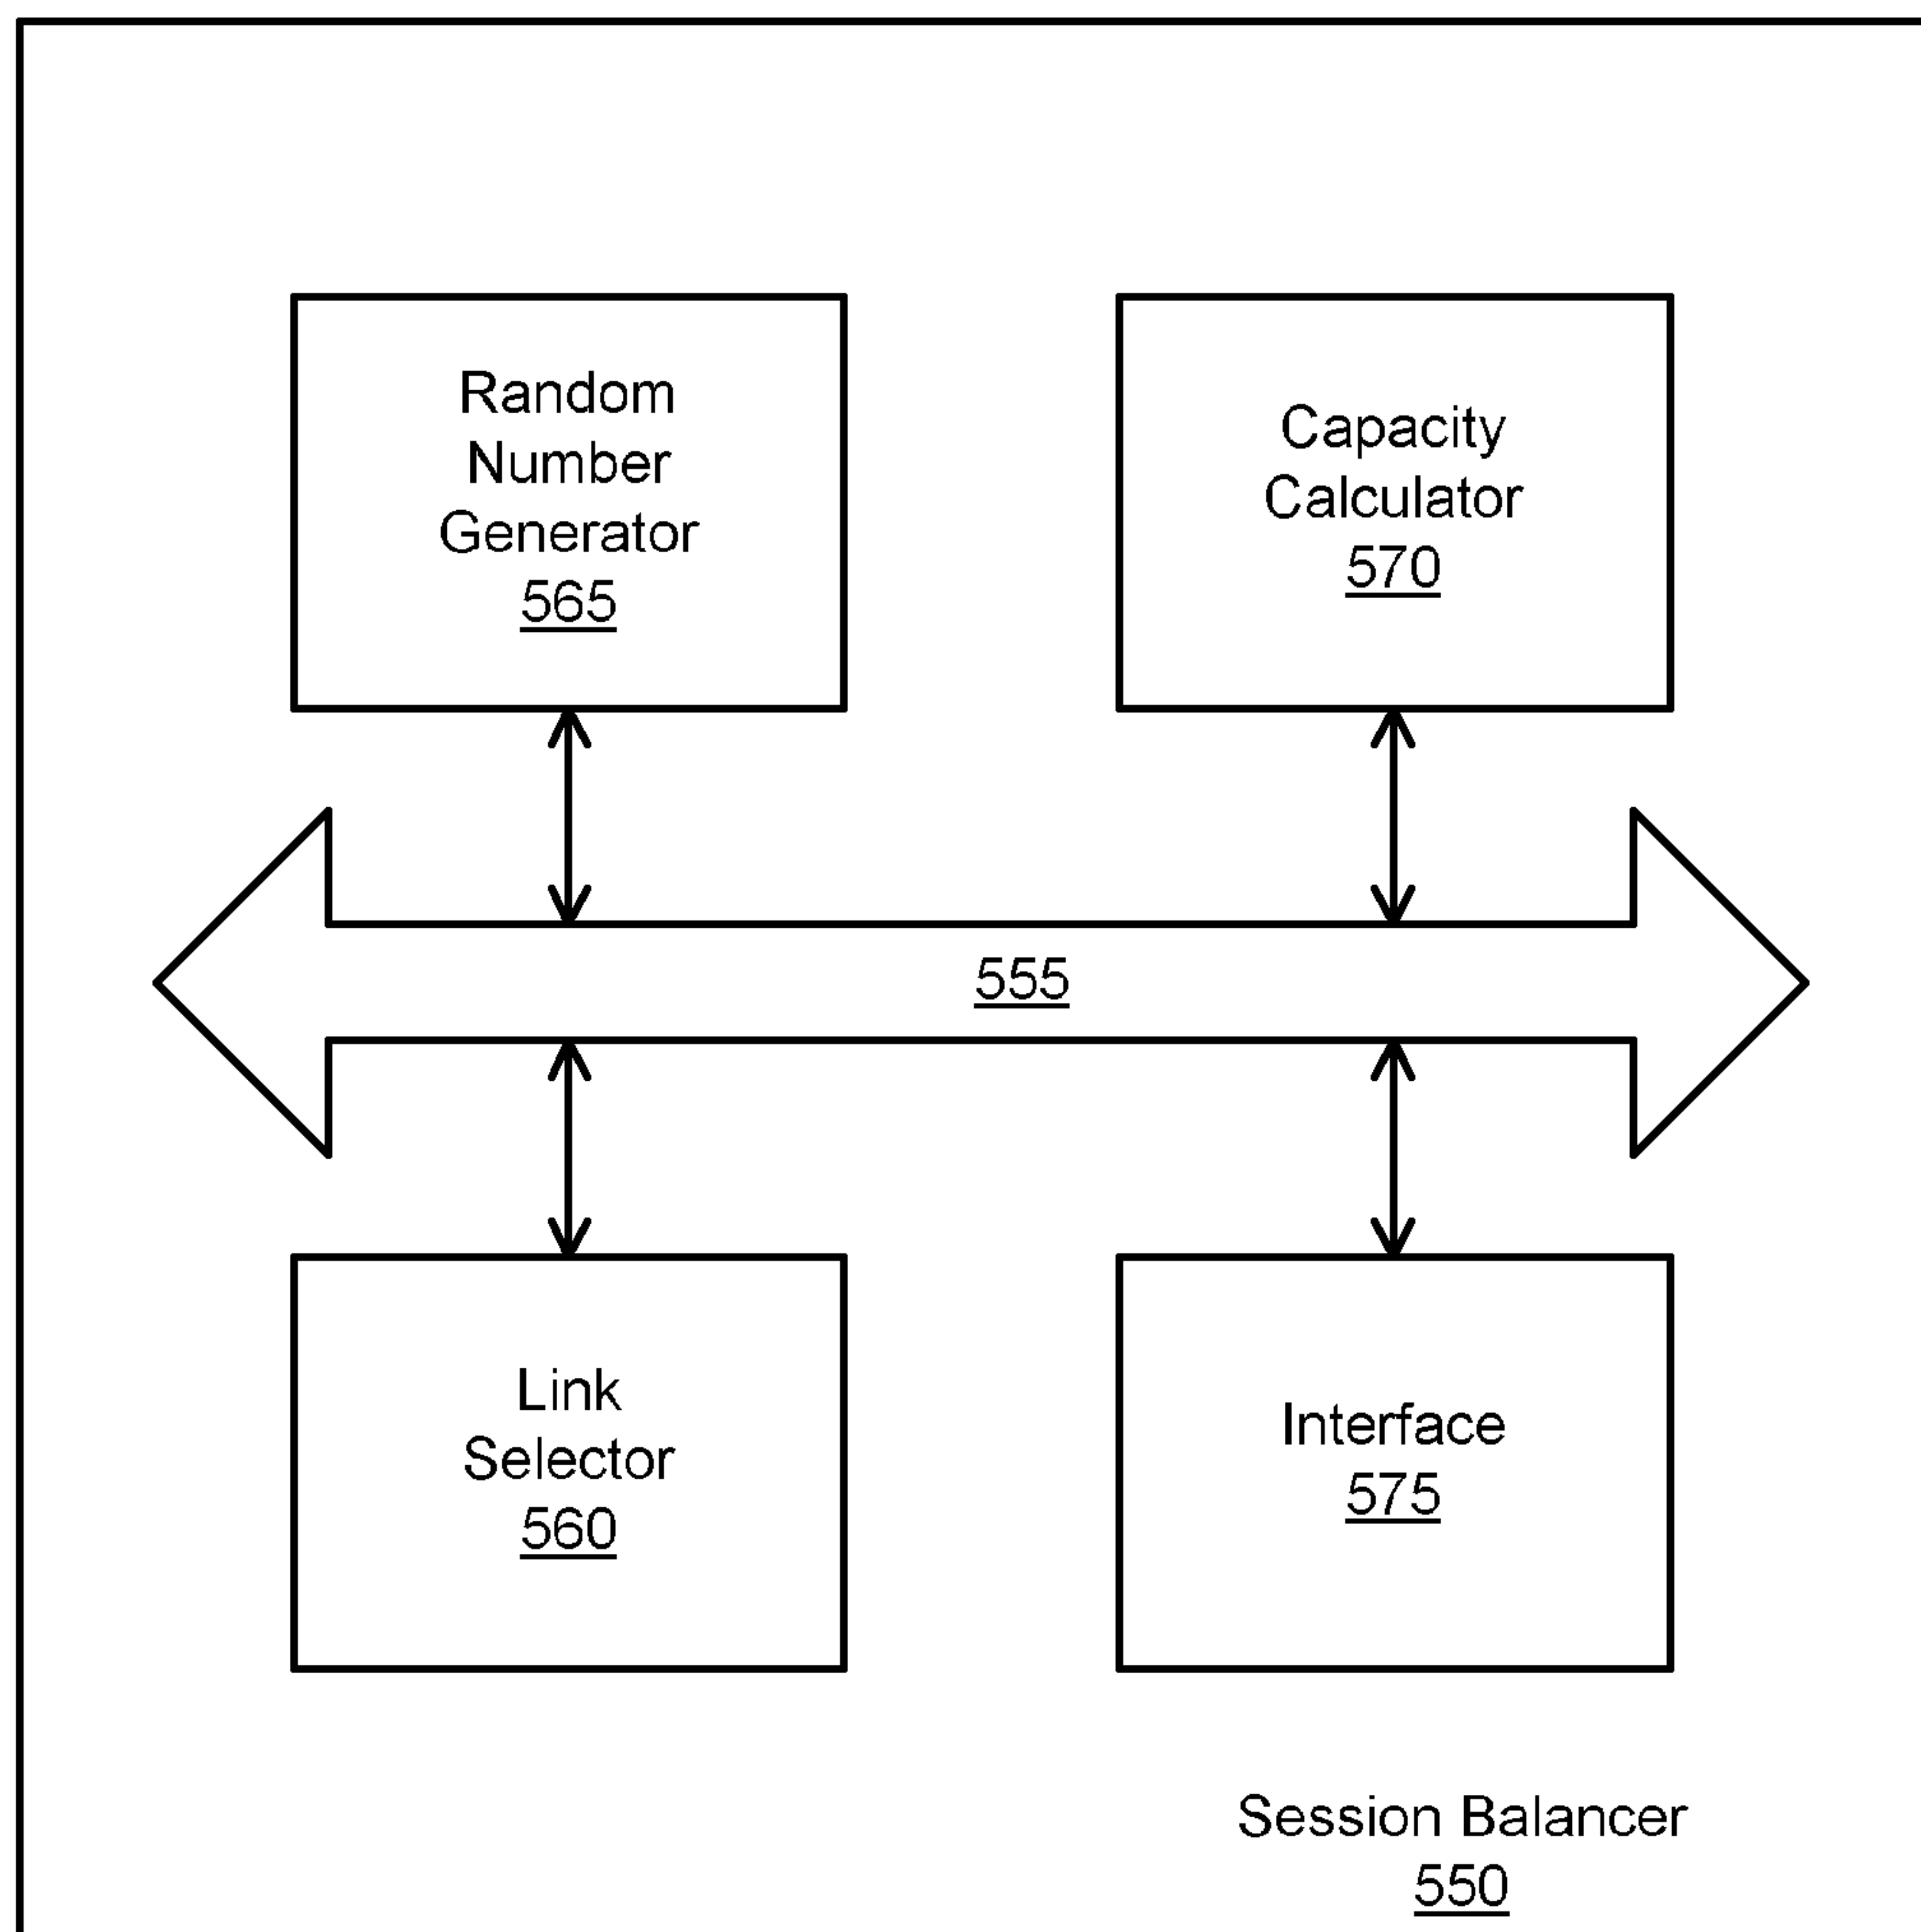 Random
Number
Generator
565
Capacity
Calculator
570
555
Link
Selector
560
Interface
575
Session Balancer
550